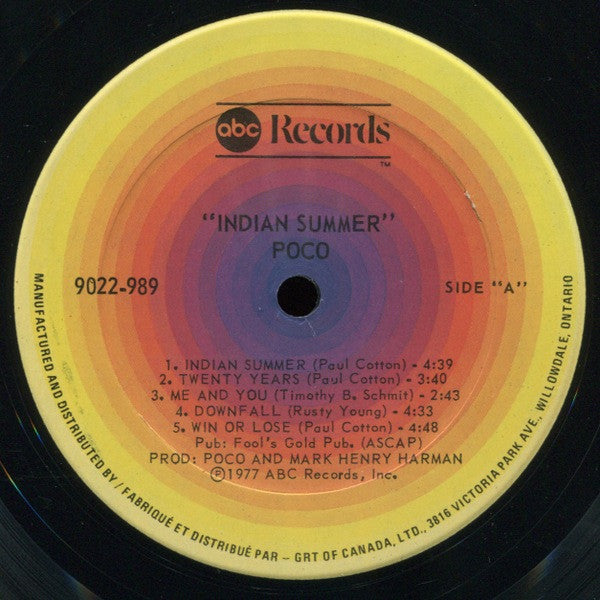 abc Records
TM
"INDIAN SUMMER"
POCO
9022-989
SIDE "A"
1. INDIAN SUMMER (Paul Cotton) - 4:39
2. TWENTY YEARS (Paul Cotton) - 3:40
3. ME AND YOU (Timothy B. Schmit) - 2:43
4. DOWNFALL (Rusty Young) - 4:33
5. WIN OR LOSE (Paul Cotton) - 4:48
Pub: Fool's Gold Pub. (ASCAP)
PROD: POCO AND MARK HENRY HARMAN
Ⓟ1977 ABC Records, Inc.
MANUFACTURED AND DISTRIBUTED BY / FABRIQUÉ ET DISTRIBUÉ PAR - GRT OF CANADA, LTD., 3816 VICTORIA PARK AVE., WILLOWDALE, ONTARIO